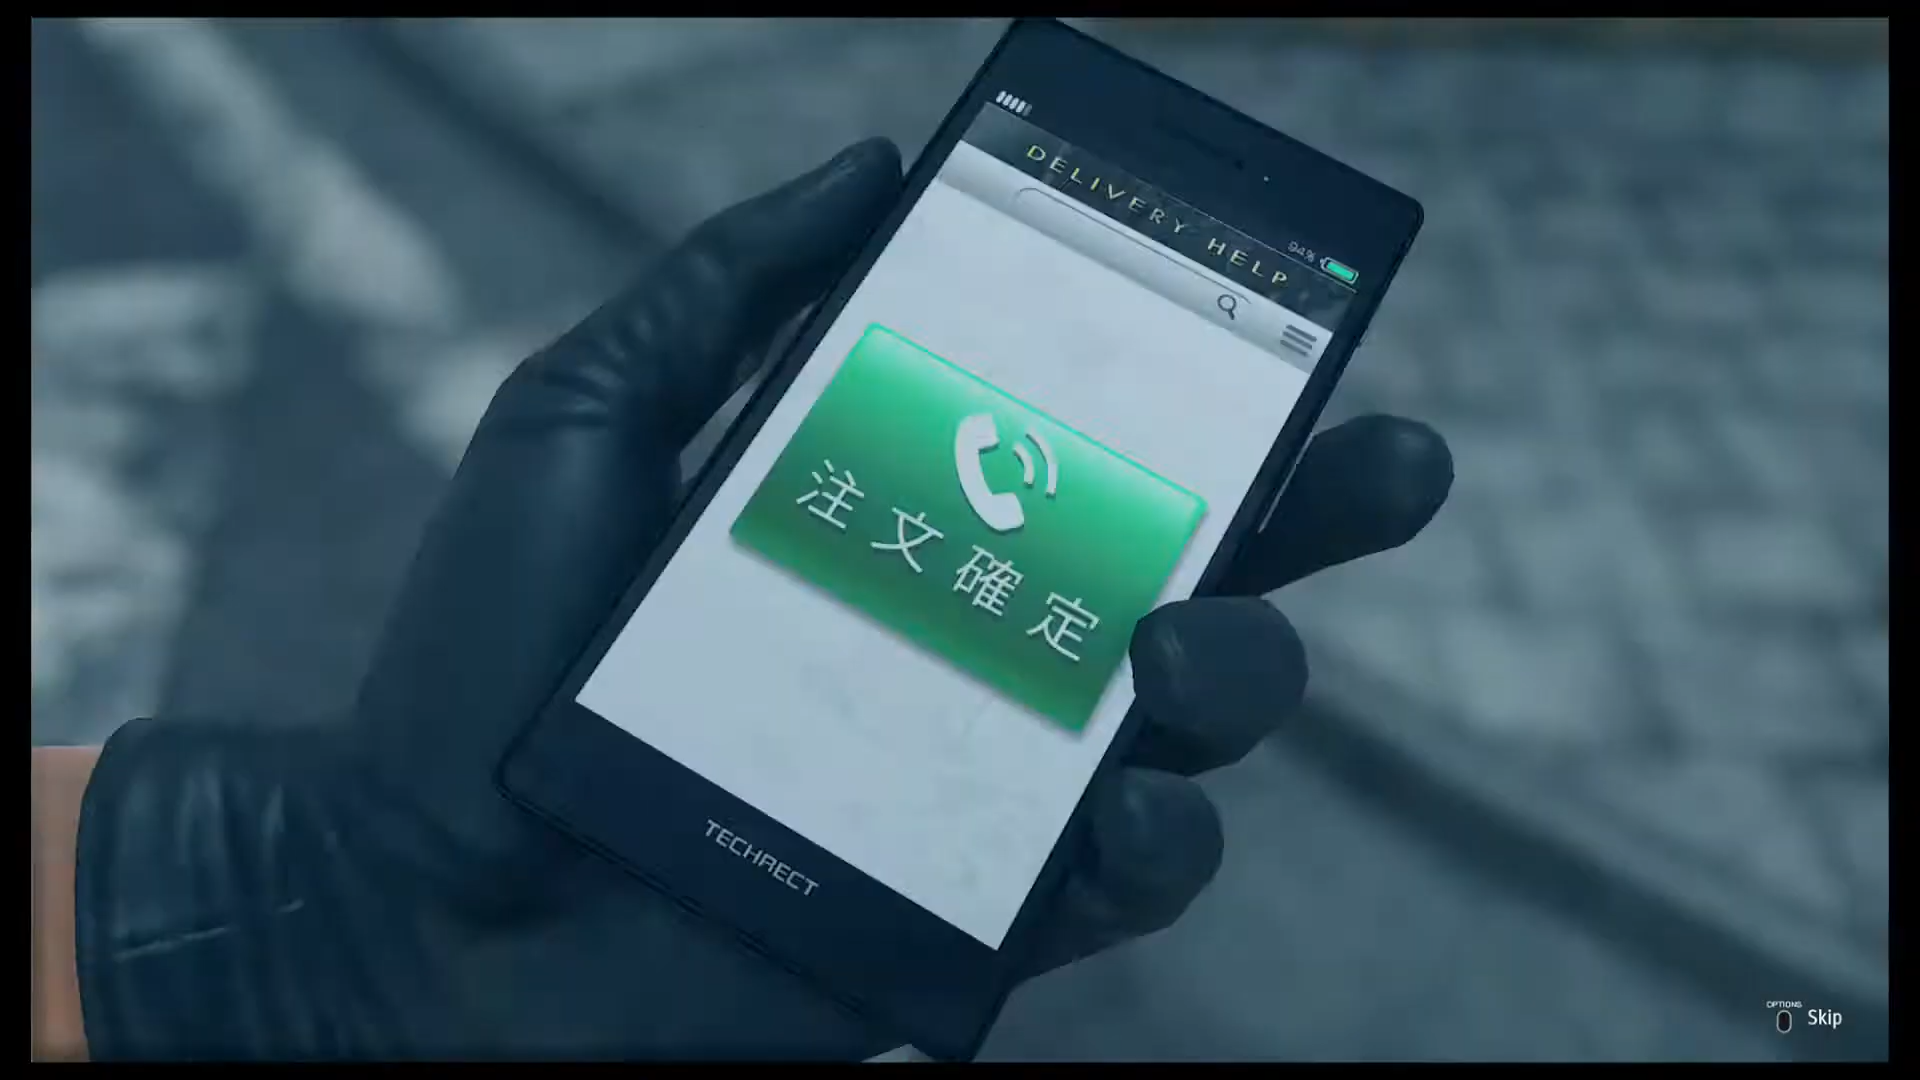 DELIVERY HELP
94%
注文確定
TECHRECT
OPTIONS
Skip